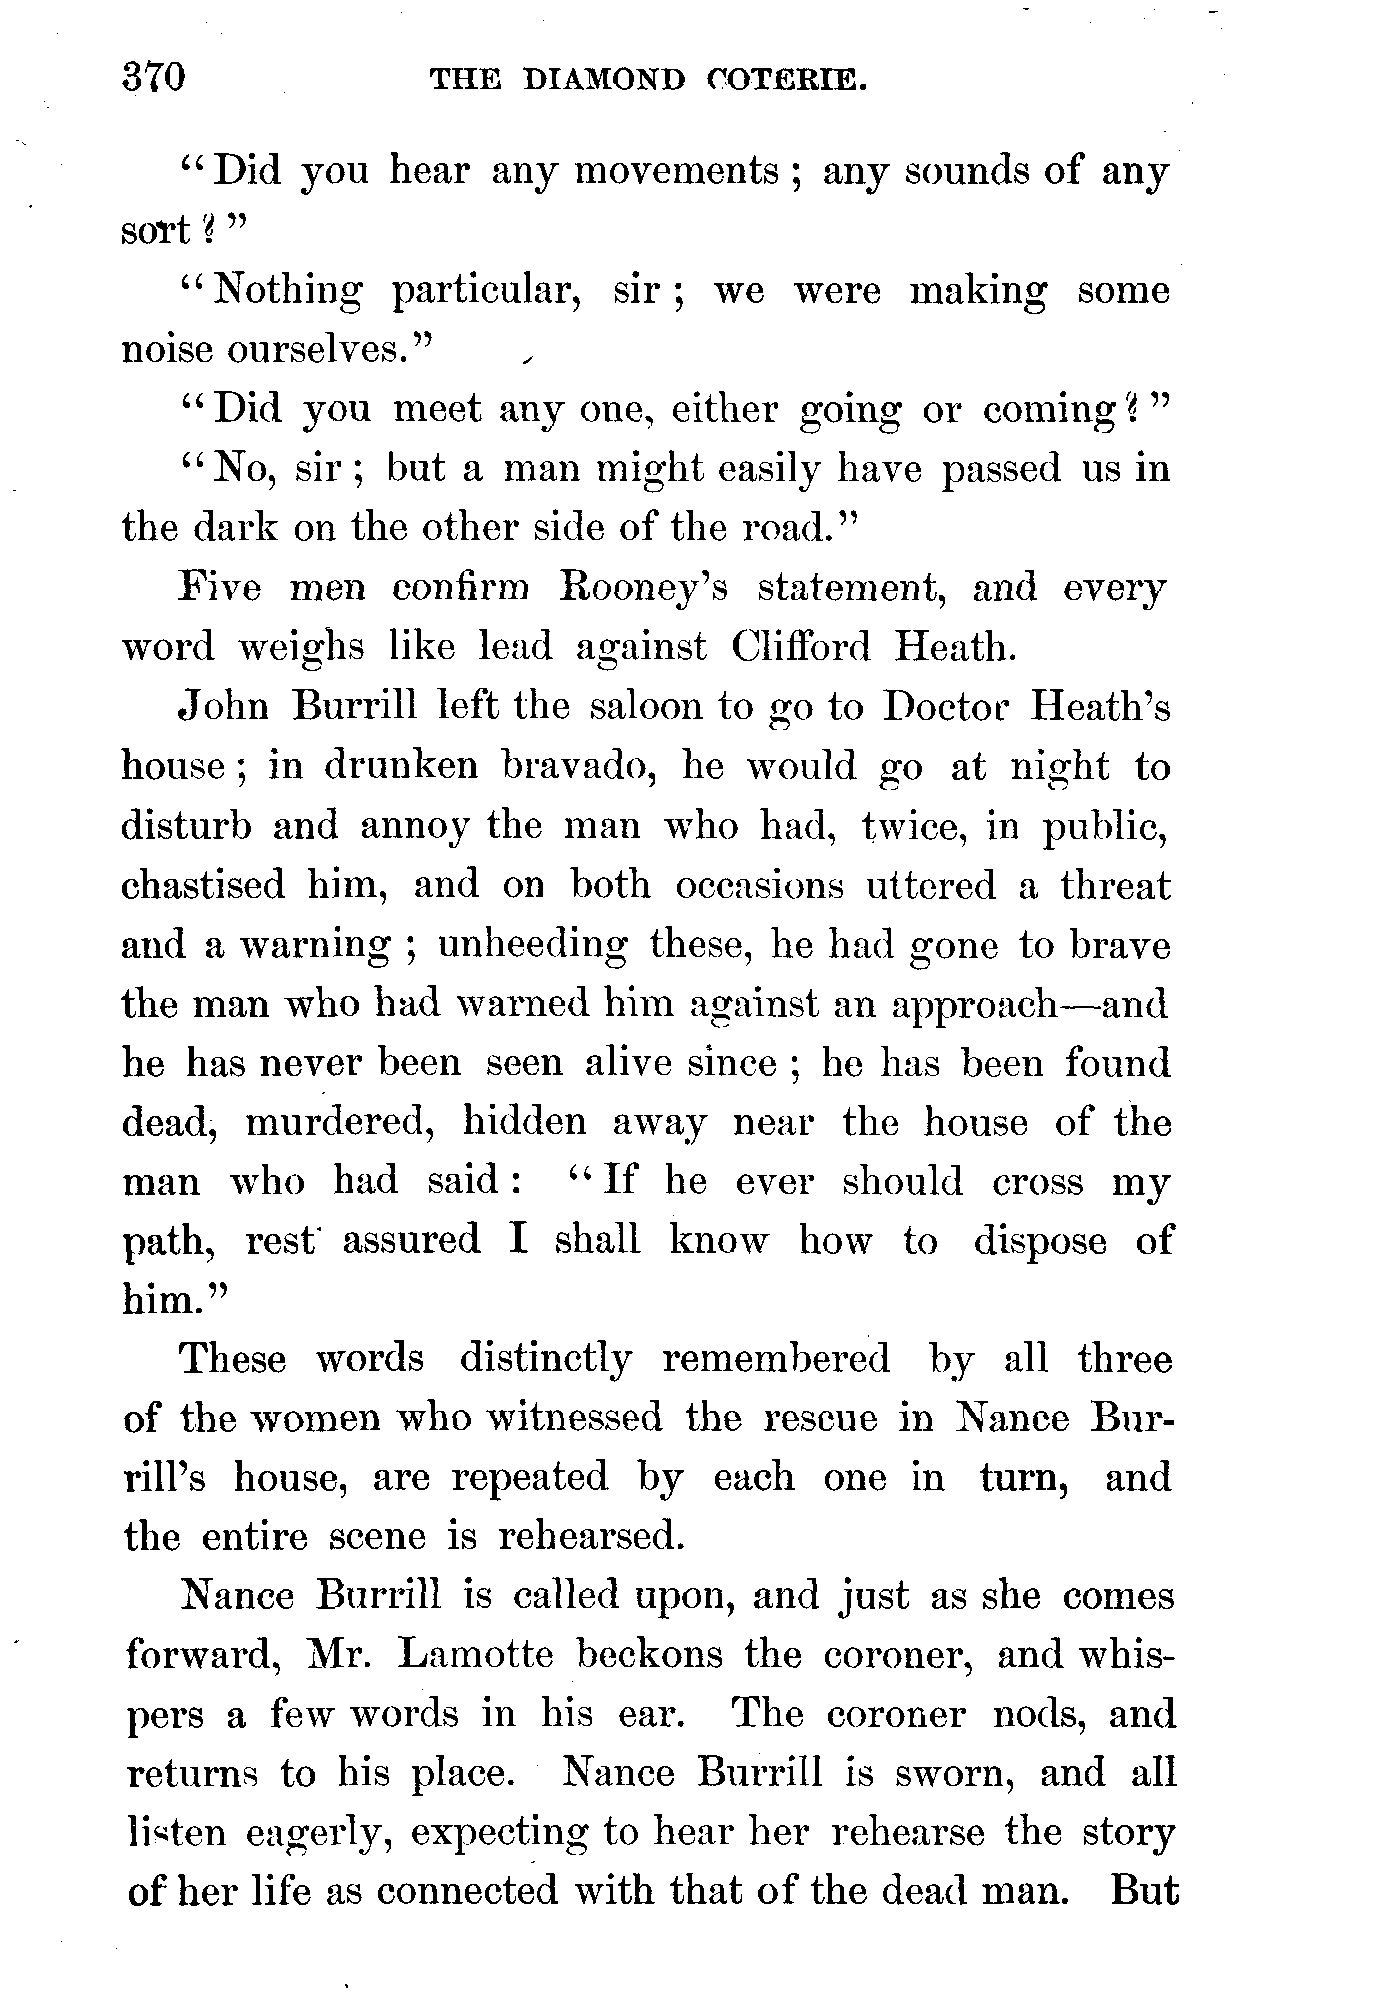 370 THE DIAMOND COTERIE.
“Did you hear any movements; any sounds of any
sort?”
“Nothing particular, sir; we were making some
noise ourselves.”
“Did you meet any one, either going or coming?”
“No, sir; but a man might easily have passed us in
the dark on the other side of the road.”
Five men confirm Rooney’s statement, and every
word weighs like lead against Clifford Heath.
John Burrill left the saloon to go to Doctor Heath’s
house; in drunken bravado, he would go at night to
disturb and annoy the man who had, twice, in public,
chastised him, and on both occasions uttered a threat
and a warning; unheeding these, he had gone to brave
the man who had warned him against an approach—and
he has never been seen alive since; he has been found
dead, murdered, hidden away near the house of the
man who had said: “If he ever should cross my
path, rest assured I shall know how to dispose of
him.”
These words distinctly remembered by all three
of the women who witnessed the rescue in Nance Bur-
rill’s house, are repeated by each one in turn, and
the entire scene is rehearsed.
Nance Burrill is called upon, and just as she comes
forward, Mr. Lamotte beckons the coroner, and whis-
pers a few words in his ear. The coroner nods, and
returns to his place. Nance Burrill is sworn, and all
listen eagerly, expecting to hear her rehearse the story
of her life as connected with that of the dead man. But